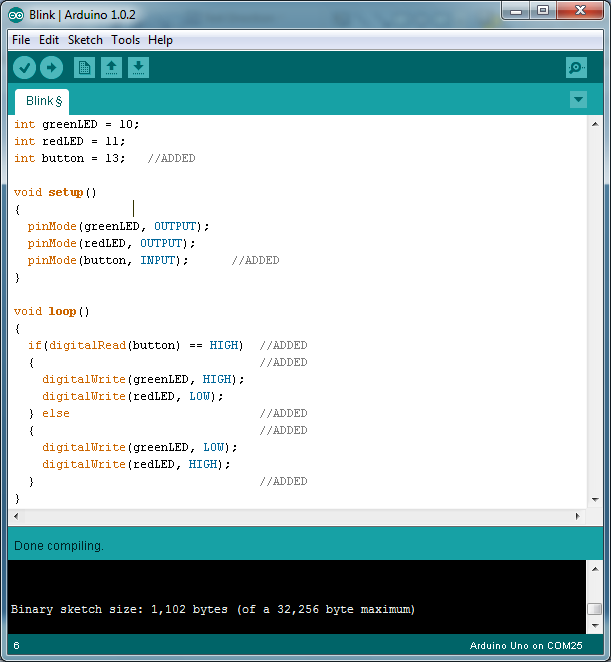 Blink | Arduino 1.0.2
File Edit Sketch Tools Help
Blink §
int greenLED = 10;
int redLED = 11;
int button = 13;   //ADDED
void setup()
{
  pinMode(greenLED, OUTPUT);
  pinMode(redLED, OUTPUT);
  pinMode(button, INPUT);      //ADDED
}
void loop()
{
  if(digitalRead(button) == HIGH)  //ADDED
  {                                //ADDED
    digitalWrite(greenLED, HIGH);
    digitalWrite(redLED, LOW);
  } else                           //ADDED
  {                                //ADDED
    digitalWrite(greenLED, LOW);
    digitalWrite(redLED, HIGH);
  }                                //ADDED
}
Done compiling.
Binary sketch size: 1,102 bytes (of a 32,256 byte maximum)
6 Arduino Uno on COM25